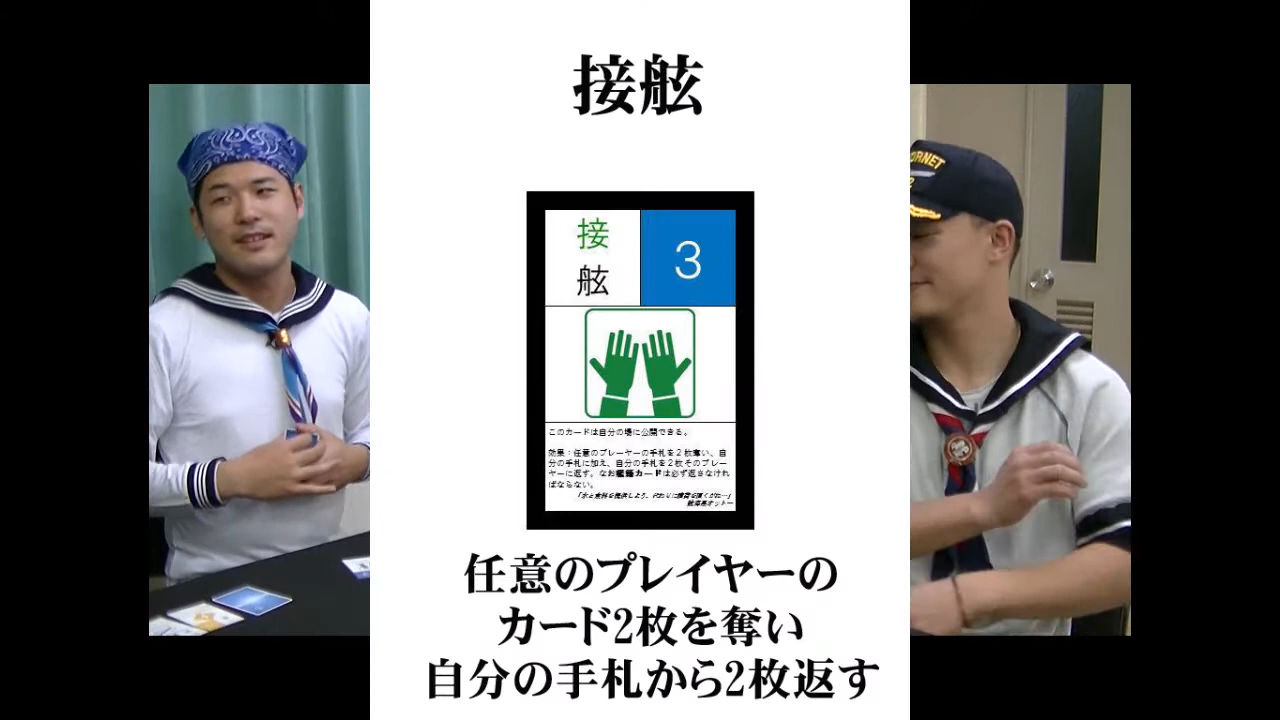 接舷
接
舷
3
このカードは自分の場に公開できる。
効果：任意のプレーヤーの手札を２枚奪い、自
分の手札に加え、自分の手札を２枚そのプレー
ヤーに返す。なお
カードは必ず返さなけれ
ばならない。
任意のプレイヤーの
カード2枚を奪い
自分の手札から2枚返す
ORNET